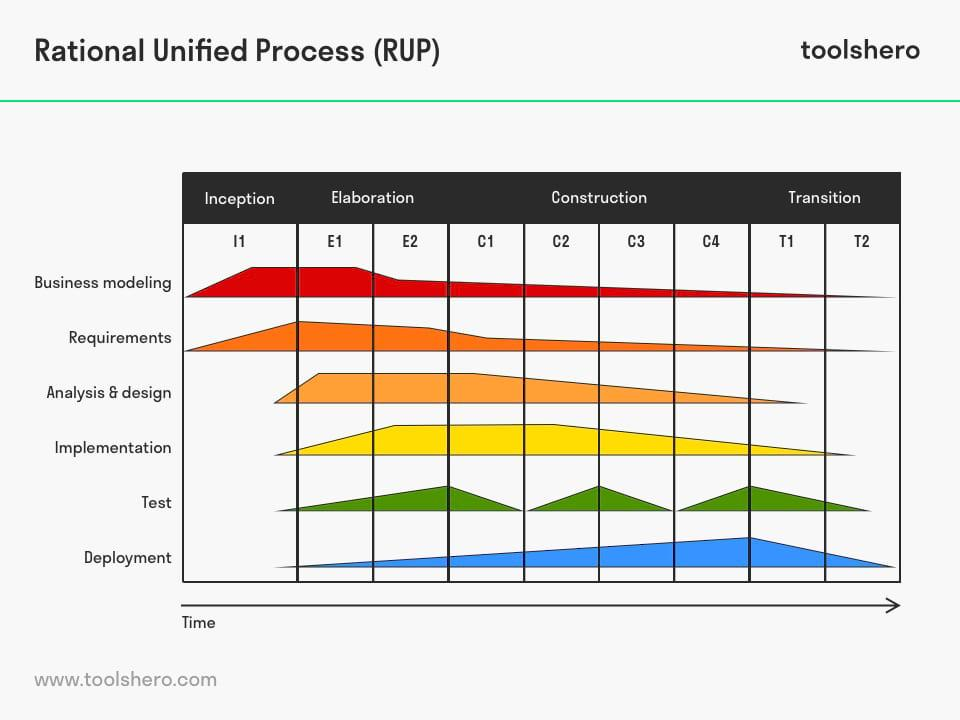 Rational Unified Process (RUP)
toolshero
Inception Elaboration Construction Transition
I1 E1 E2 C1 C2 C3 C4 T1 T2
Business modeling
Requirements
Analysis & design
Implementation
Test
Deployment
Time
www.toolshero.com